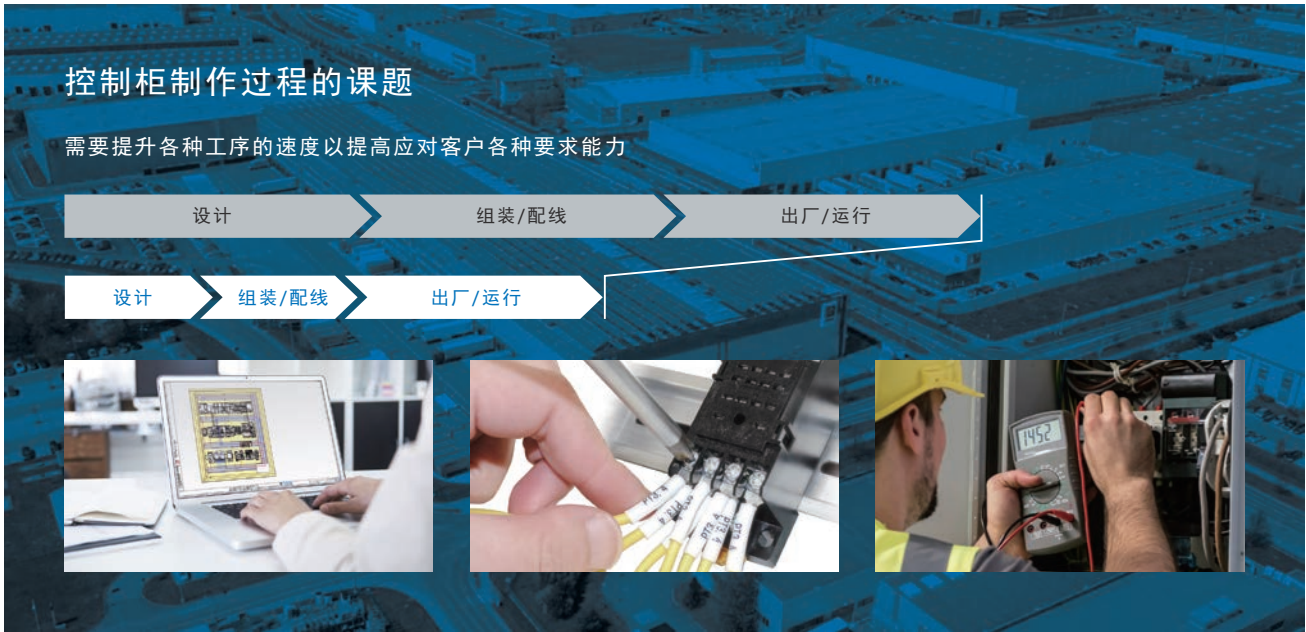 控制柜制作过程的课题
需要提升各种工序的速度以提高应对客户各种要求能力
设计 组装/配线 出厂/运行
设计 组装/配线 出厂/运行
PT3. 4
1452